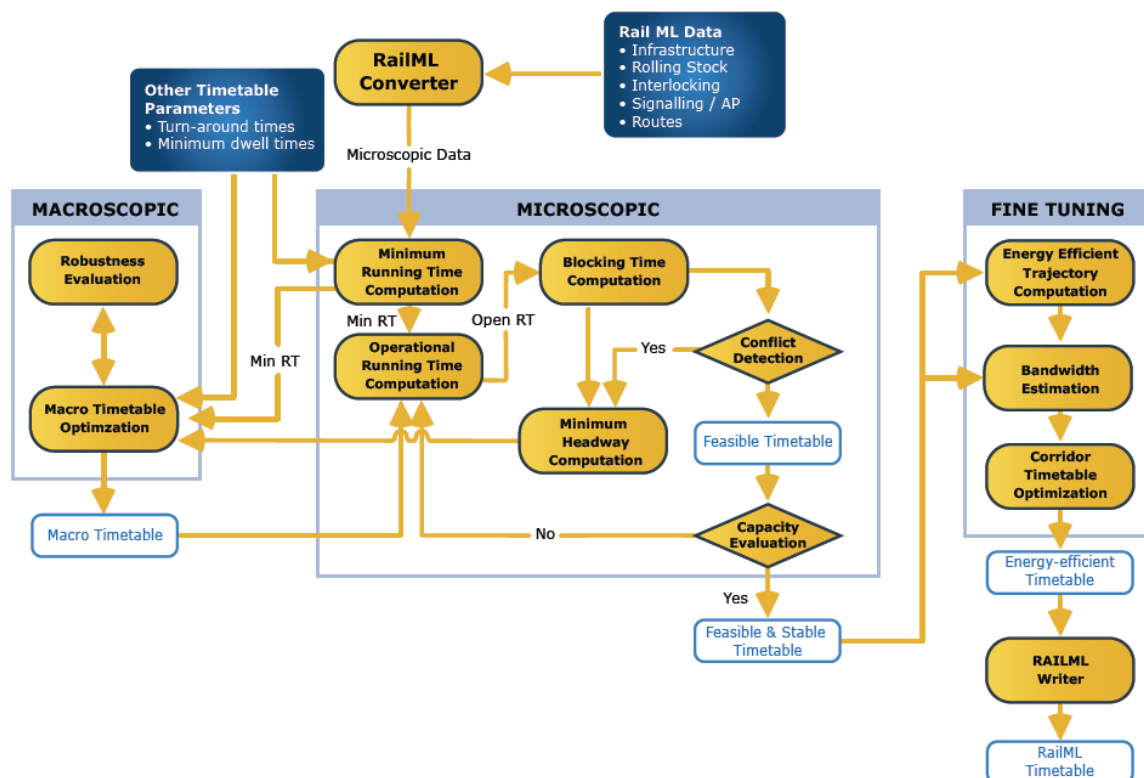 Rail ML Data
• Infrastructure
• Rolling Stock
• Interlocking
• Signalling / AP
• Routes
RailML
Converter
Other Timetable
Parameters
• Turn-around times
• Minimum dwell times
Microscopic Data
MACROSCOPIC
Robustness
Evaluation
Macro Timetable
Optimzation
Min RT
Macro Timetable
MICROSCOPIC
Minimum
Running Time
Computation
Min RT
Operational
Running Time
Computation
Open RT
Blocking Time
Computation
Yes
Conflict
Detection
Minimum
Headway
Computation
Feasible Timetable
No
Capacity
Evaluation
Yes
Feasible & Stable
Timetable
FINE TUNING
Energy Efficient
Trajectory
Computation
Bandwidth
Estimation
Corridor
Timetable
Optimization
Energy-efficient
Timetable
RAILML
Writer
RailML
Timetable